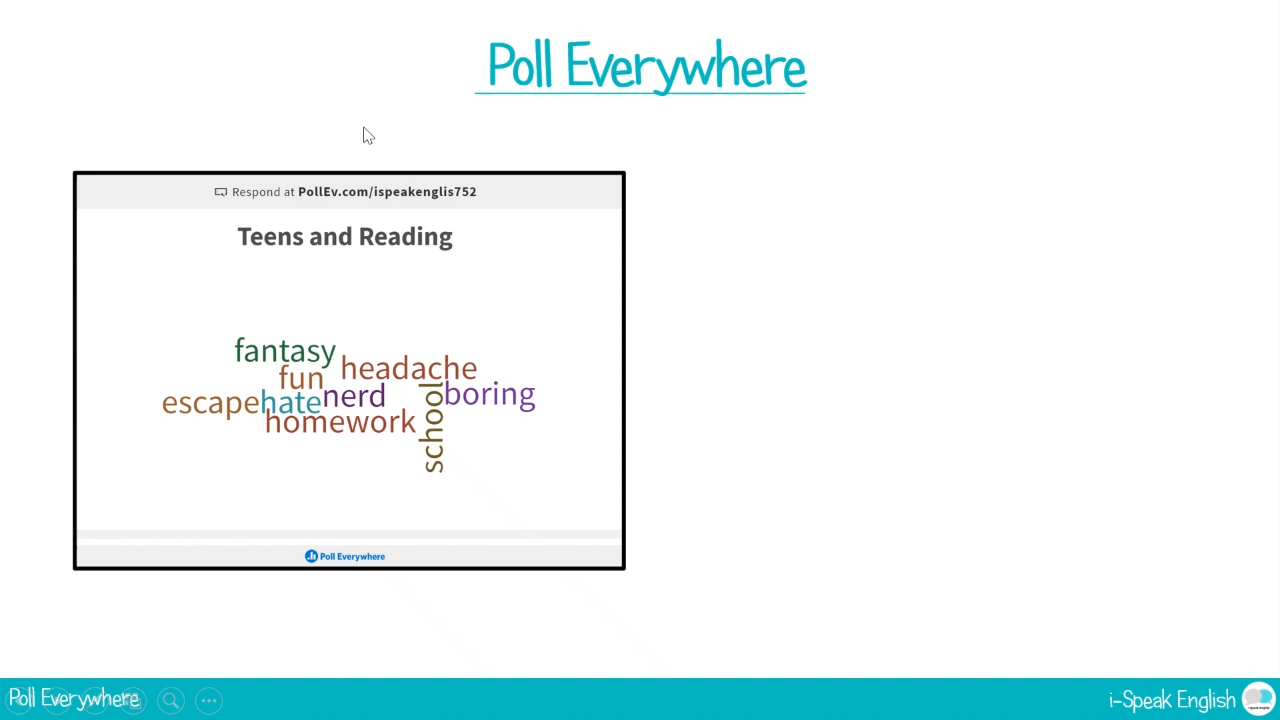 Poll Everywhere
Respond at PollEv.com/ispeakenglis752
Teens and Reading
fantasy
headache
fun
nerd
boring
escape
hate
homework
school
Poll Everywhere
Poll Everywhere
i-Speak English